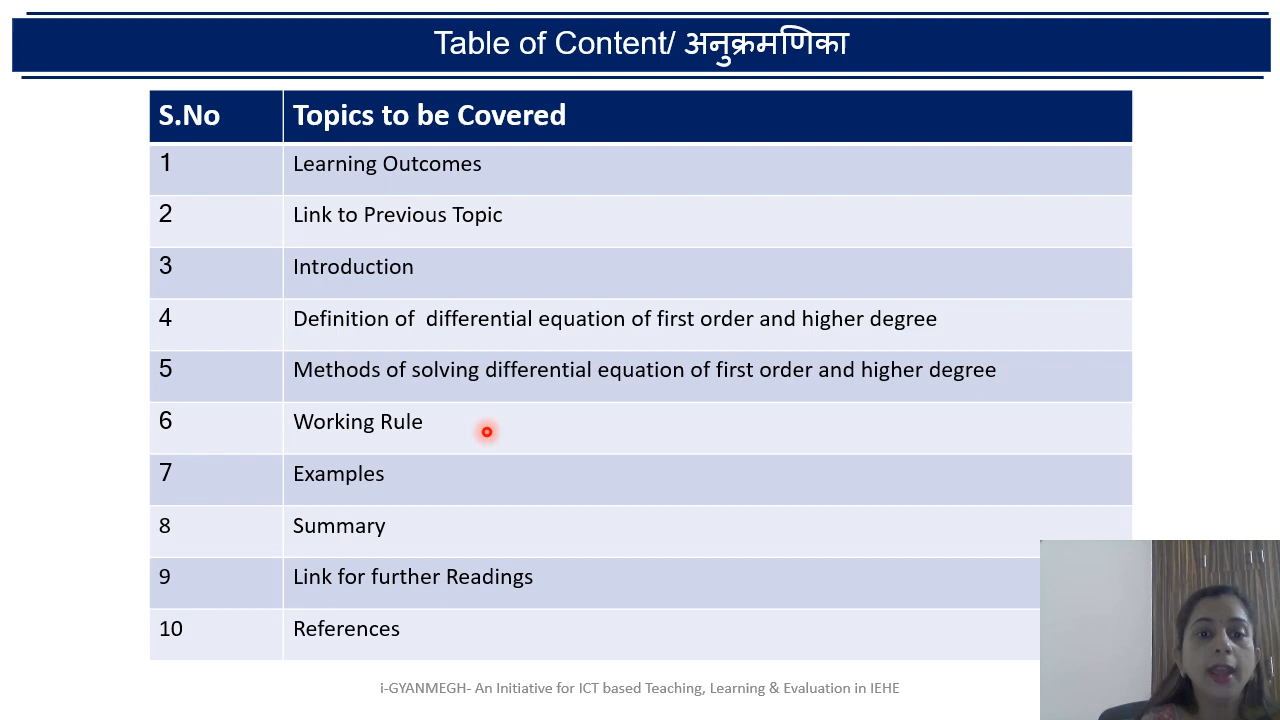 Table of Content/ अनुक्रमणिका
S.No Topics to be Covered
1 Learning Outcomes
2 Link to Previous Topic
3 Introduction
4 Definition of differential equation of first order and higher degree
5 Methods of solving differential equation of first order and higher degree
6 Working Rule
7 Examples
8 Summary
9 Link for further Readings
10 References
i-GYANMEGH- An Initiative for ICT based Teaching, Learning & Evaluation in IEHE